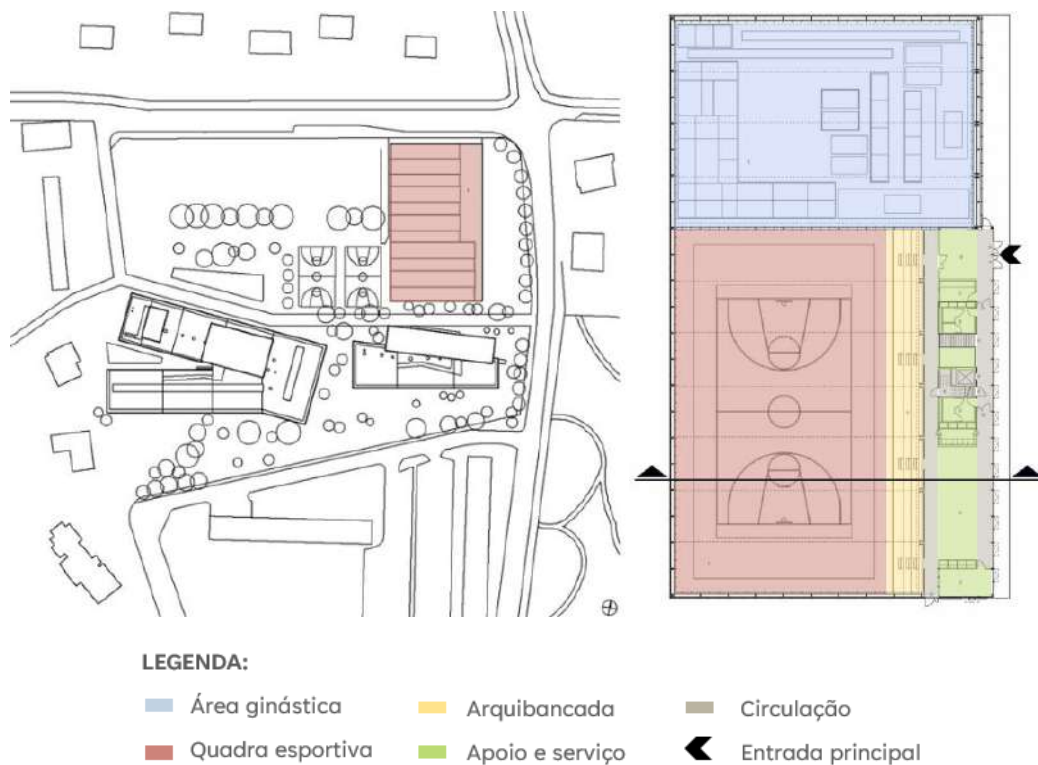 LEGENDA:
Área ginástica
Arquibancada
Circulação
Quadra esportiva
Apoio e serviço
Entrada principal